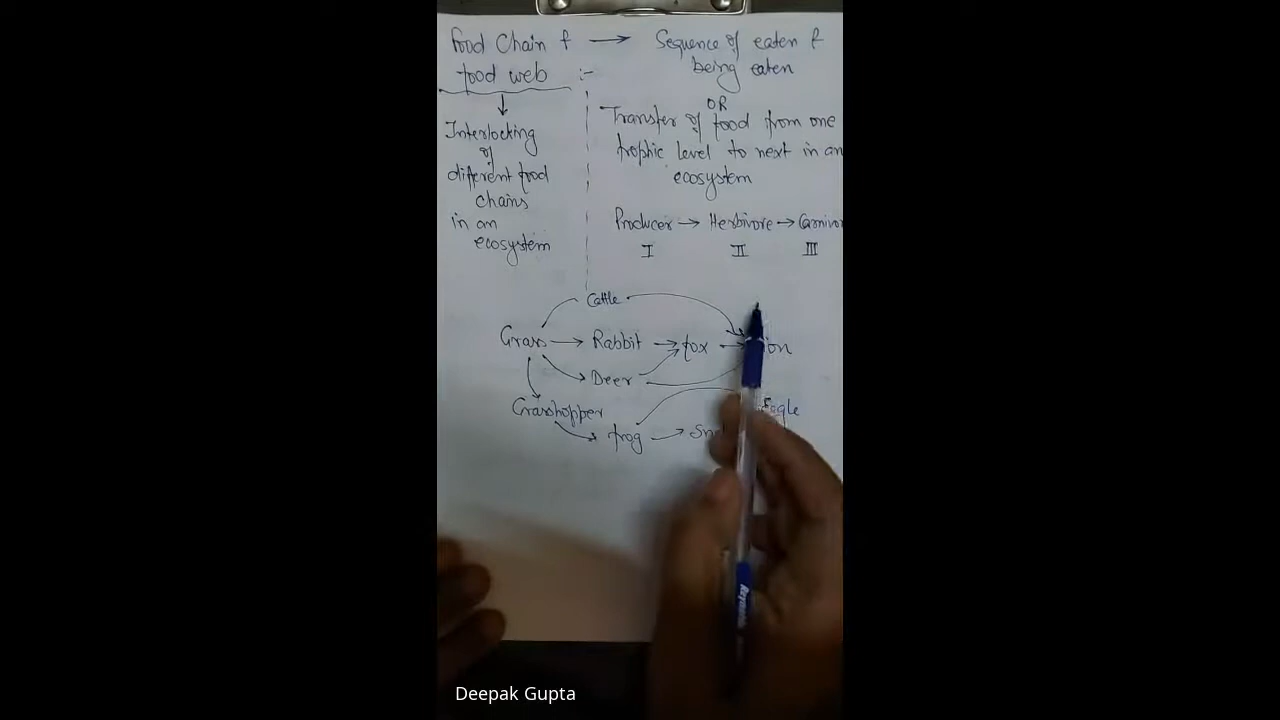 food Chain &
food web :-
↓
Interlocking
of
different food
chains
in an
ecosystem
→ Sequence of eaten &
being eaten
OR
Transfer of food from one
trophic level to next in an
ecosystem
Producer → Herbivore →
I II III
Cattle
Grass → Rabbit → fox →
Deer
Grasshopper Eagle
frog →
Reynolds
Deepak Gupta